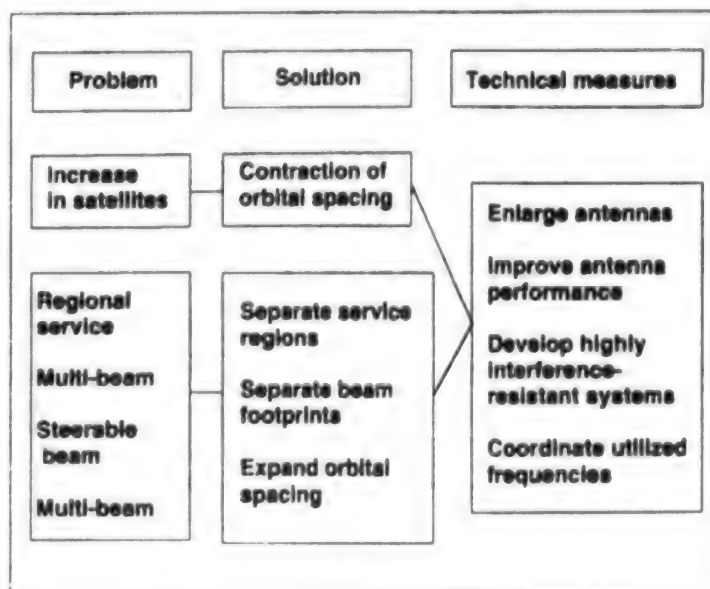 Problem
Solution
Technical measures
Increase
in satellites
Contraction of
orbital spacing
Regional
service
Multi-beam
Steerable
beam
Multi-beam
Separate service
regions
Separate beam
footprints
Expand orbital
spacing
Enlarge antennas
Improve antenna
performance
Develop highly
interference-
resistant systems
Coordinate utilized
frequencies